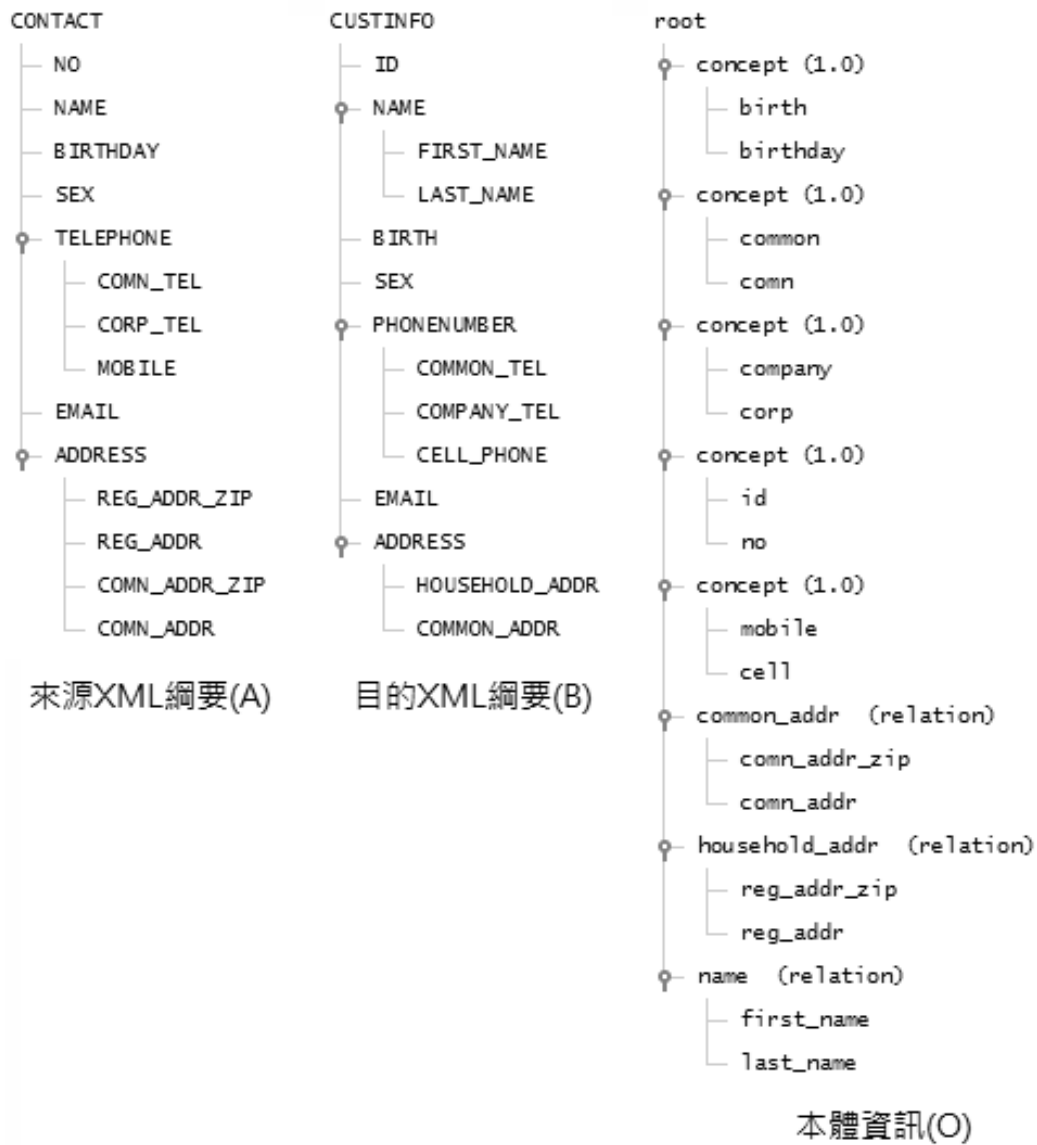 CONTACT
NO
NAME
BIRTHDAY
SEX
TELEPHONE
COMN_TEL
CORP_TEL
MOBILE
EMAIL
ADDRESS
REG_ADDR_ZIP
REG_ADDR
COMN_ADDR_ZIP
COMN_ADDR
來源XML綱要(A)
CUSTINFO
ID
NAME
FIRST_NAME
LAST_NAME
BIRTH
SEX
PHONENUMBER
COMMON_TEL
COMPANY_TEL
CELL_PHONE
EMAIL
ADDRESS
HOUSEHOLD_ADDR
COMMON_ADDR
目的XML綱要(B)
root
concept (1.0)
birth
birthday
concept (1.0)
common
comn
concept (1.0)
company
corp
concept (1.0)
id
no
concept (1.0)
mobile
cell
common_addr (relation)
comn_addr_zip
comn_addr
household_addr (relation)
reg_addr_zip
reg_addr
name (relation)
first_name
last_name
本體資訊(O)